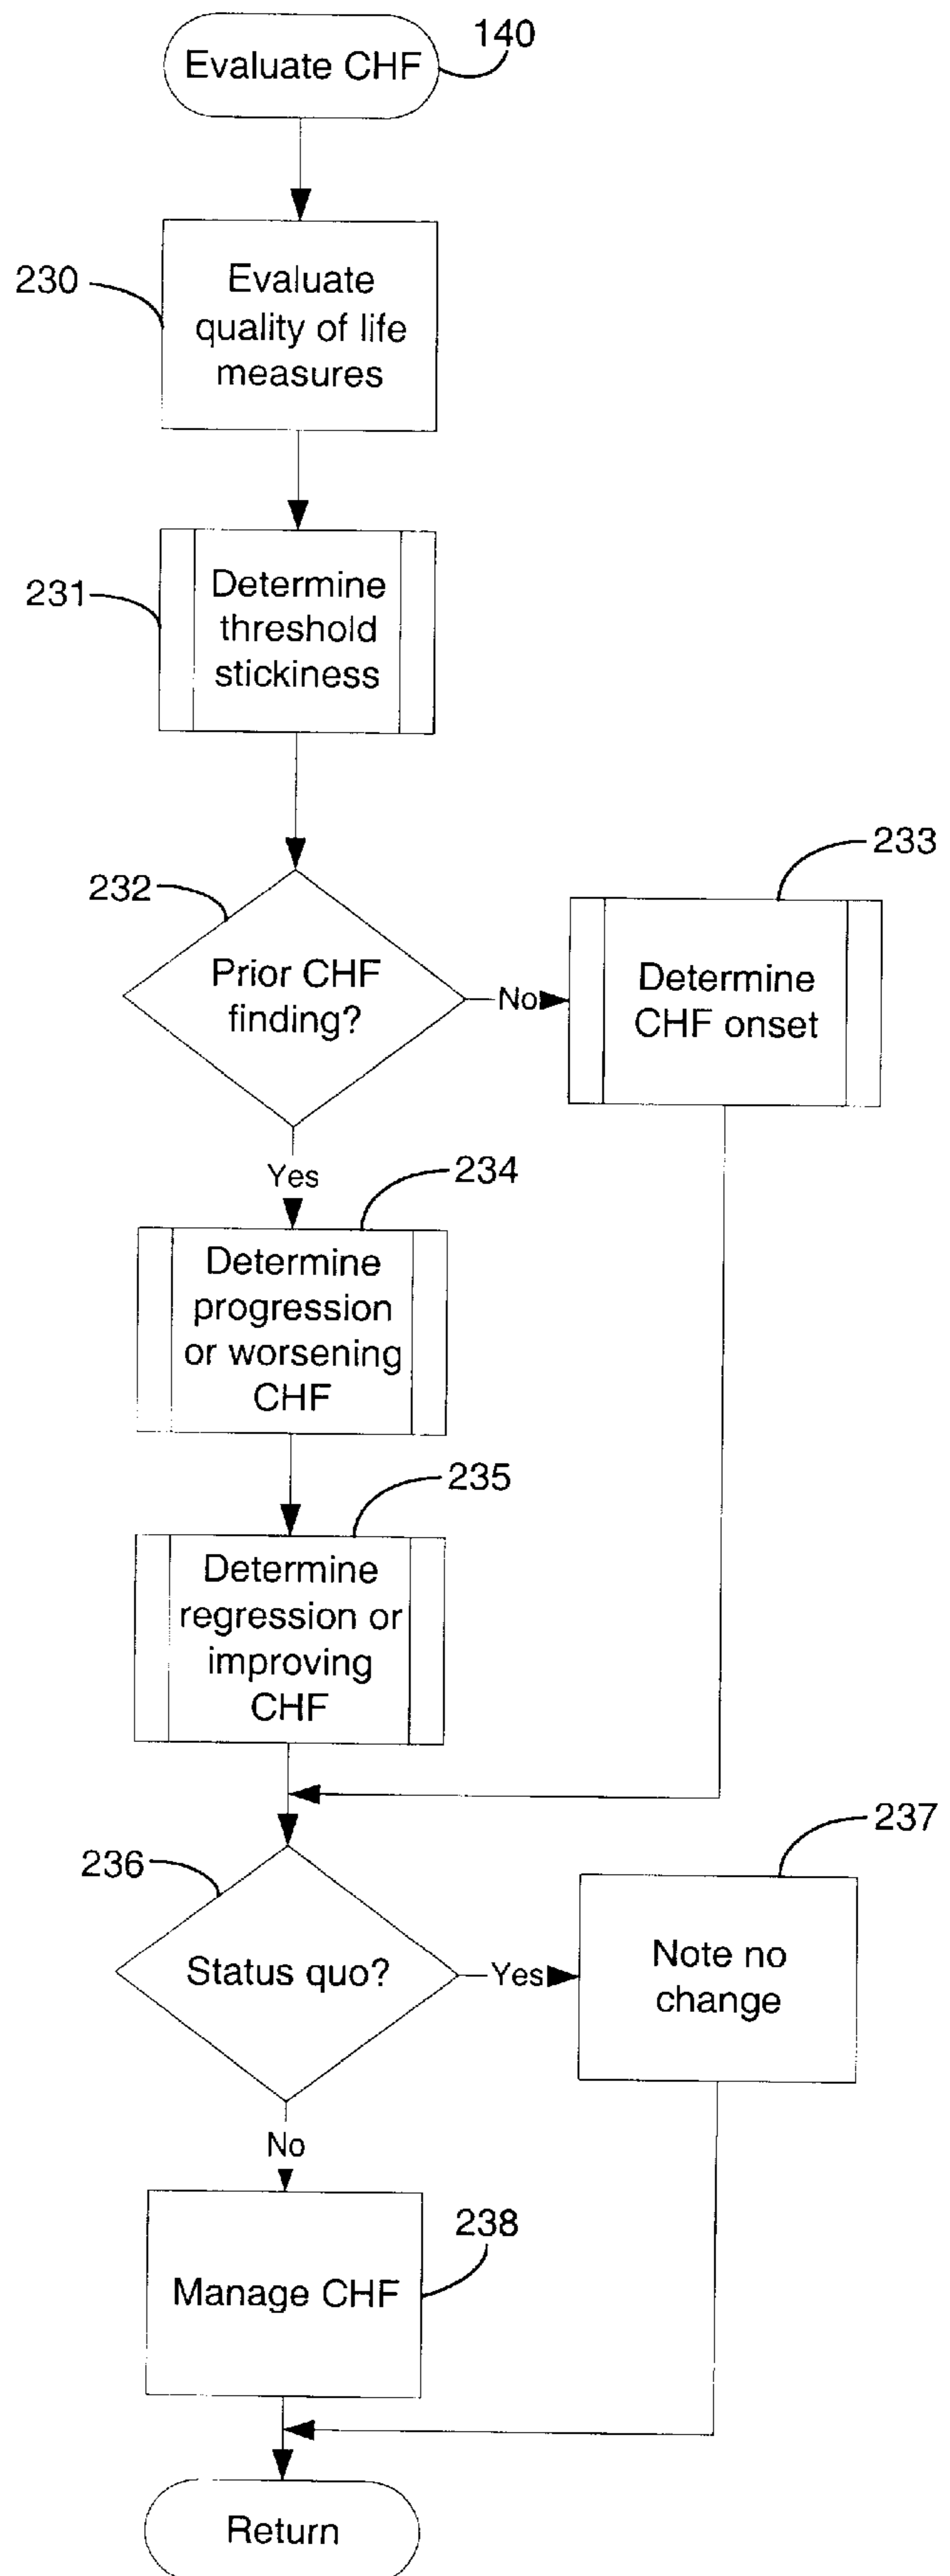 Evaluate CHF
140
230
Evaluate
quality of life
measures
231
Determine
threshold
stickiness
232
Prior CHF
finding?
No
233
Determine
CHF onset
Yes
234
Determine
progression
or worsening
CHF
235
Determine
regression or
improving
CHF
236
Status quo?
Yes
237
Note no
change
No
238
Manage CHF
Return